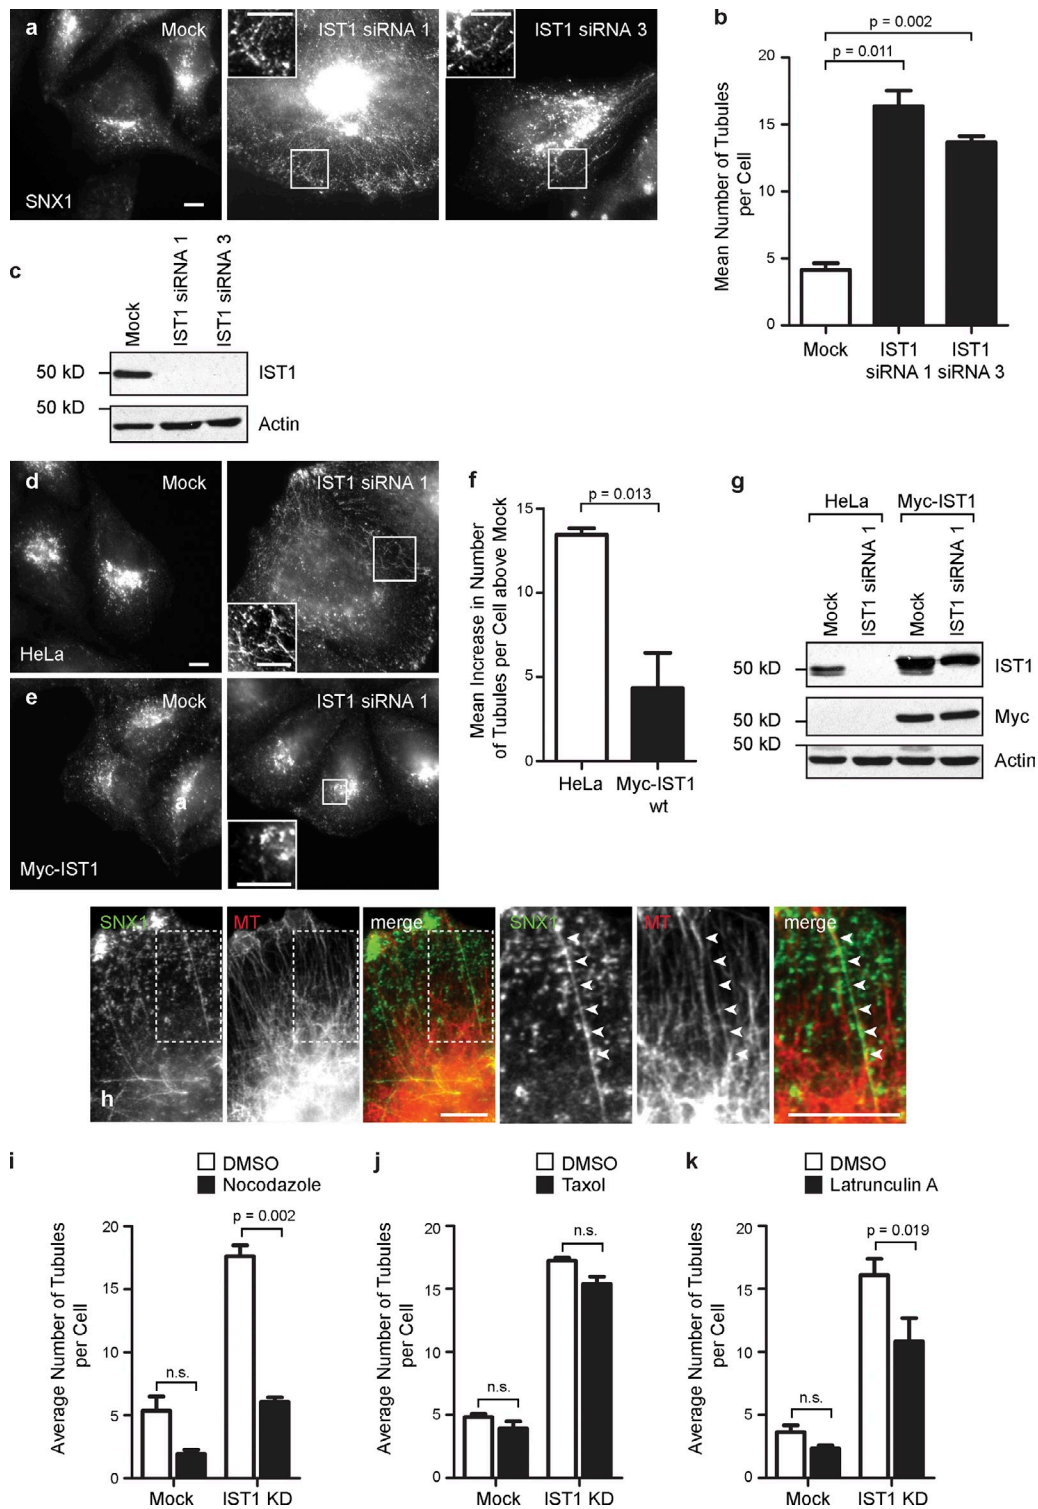 a
Mock
IST1 siRNA 1
IST1 siRNA 3
SNX1
b
p = 0.002
p = 0.011
Mean Number of Tubules
per Cell
20
15
10
5
0
Mock
IST1
siRNA 1
IST1
siRNA 3
c
Mock
IST1 siRNA 1
IST1 siRNA 3
50 kD
IST1
50 kD
Actin
d
Mock
IST1 siRNA 1
HeLa
e
Mock
IST1 siRNA 1
a
Myc-IST1
f
p = 0.013
Mean Increase in Number
of Tubules per Cell above Mock
15
13
5
0
HeLa
Myc-IST1
wt
g
HeLa
Myc-IST1
Mock
IST1 siRNA 1
Mock
IST1 siRNA 1
50 kD
IST1
50 kD
Myc
50 kD
Actin
SNX1
MT
merge
SNX1
MT
merge
h
i
DMSO
Nocodazole
p = 0.002
n.s.
Average Number of Tubules
per Cell
20
15
10
5
0
Mock
IST1 KD
j
DMSO
Taxol
n.s.
n.s.
Average Number of Tubules
per Cell
20
15
10
5
0
Mock
IST1 KD
k
DMSO
Latrunculin A
p = 0.019
n.s.
Average Number of Tubules
per Cell
20
15
10
5
0
Mock
IST1 KD